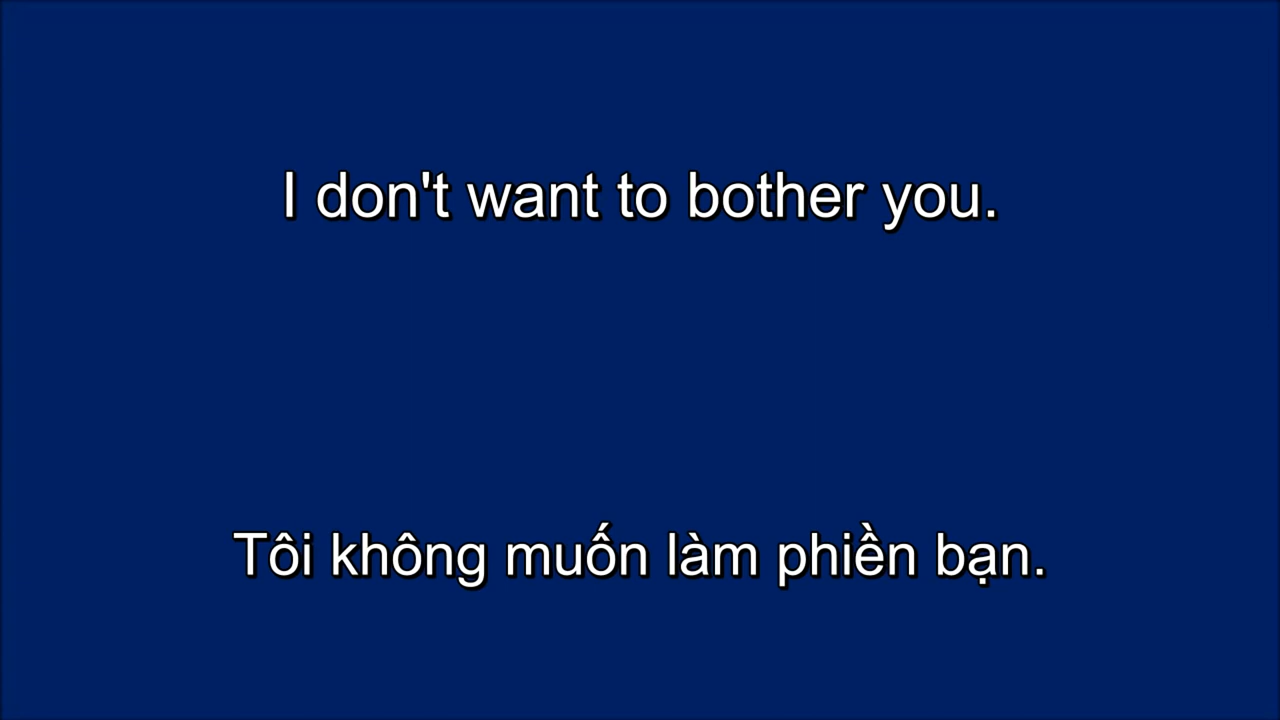 I don't want to bother you.
Tôi không muốn làm phiền bạn.